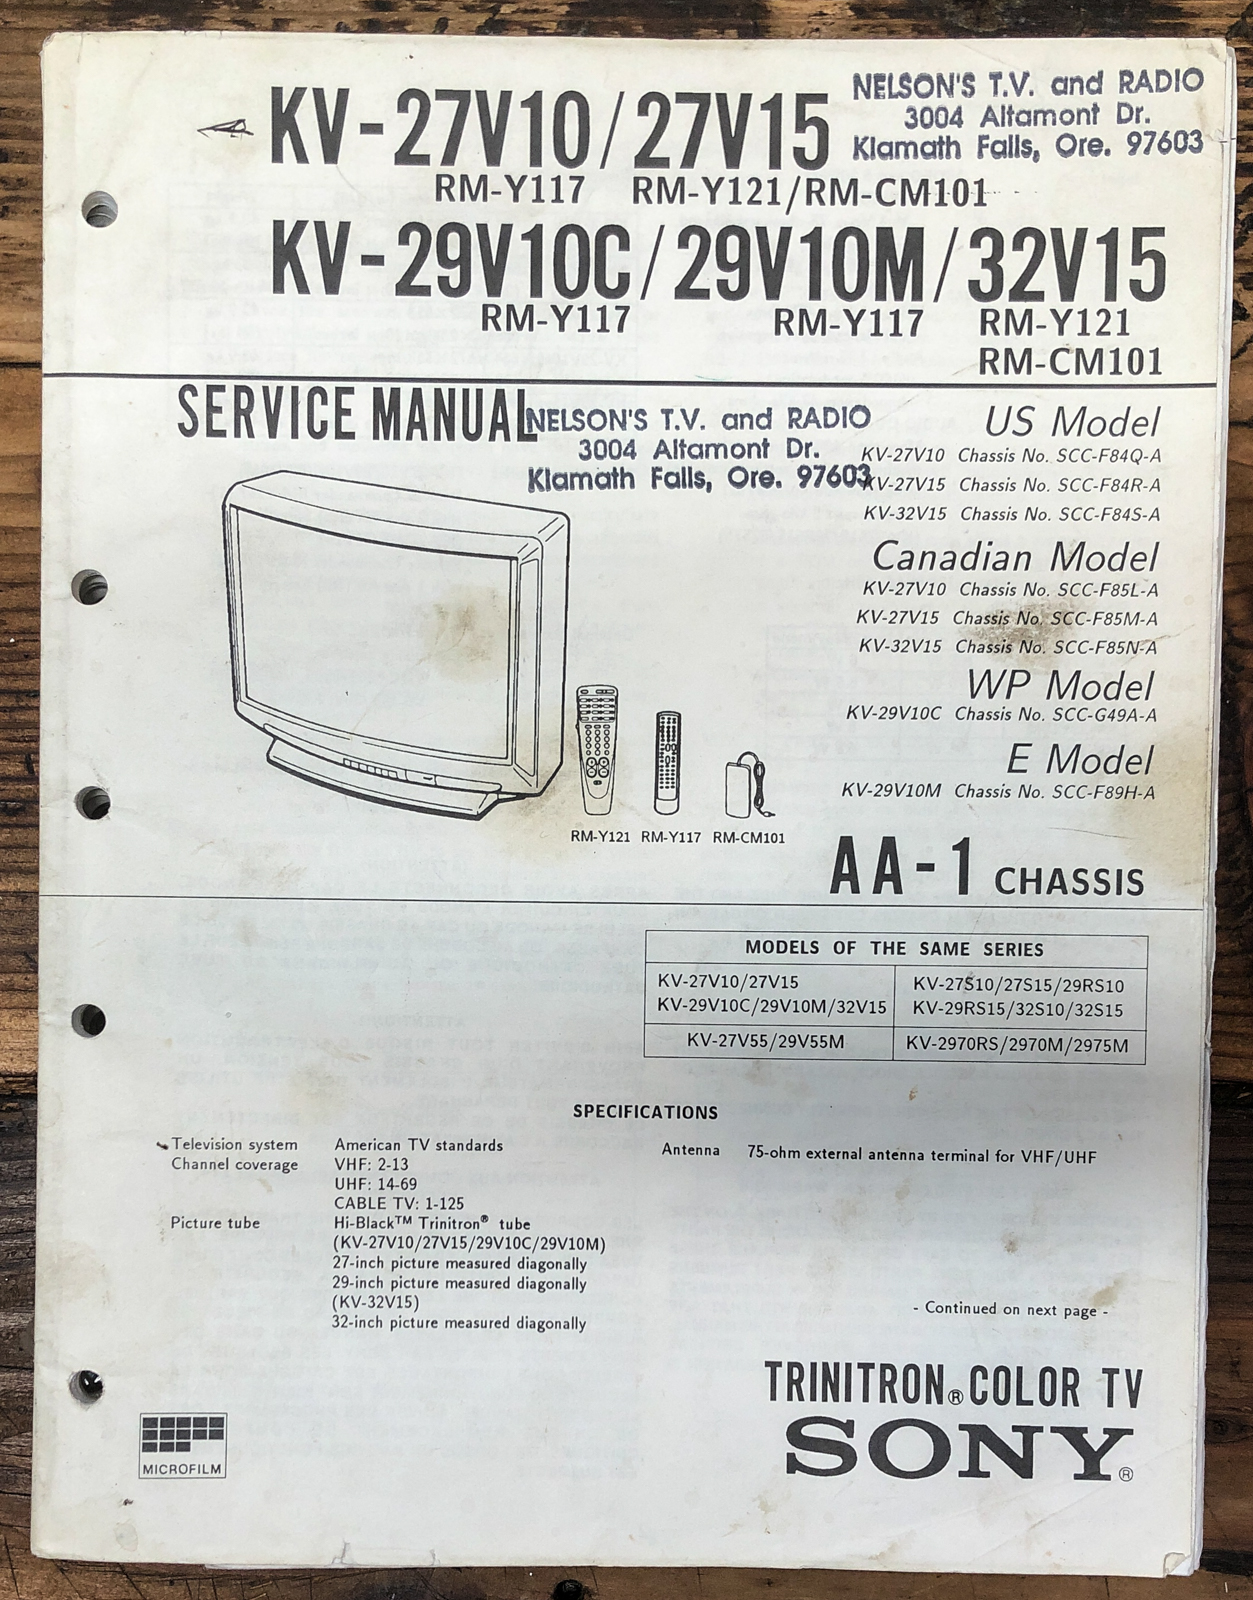 KV-27V10/27V15
RM-Y117 RM-Y121/RM-CM101
NELSON'S T.V. and RADIO
3004 Altamont Dr.
Klamath Falls, Ore. 97603
KV-29V10C/29V10M/32V15
RM-Y117 RM-Y117 RM-Y121
RM-CM101
SERVICE MANUAL
NELSON'S T.V. and RADIO
3004 Altamont Dr.
Klamath Falls, Ore. 97603
US Model
KV-27V10 Chassis No. SCC-F84Q-A
KV-27V15 Chassis No. SCC-F84R-A
KV-32V15 Chassis No. SCC-F84S-A
Canadian Model
KV-27V10 Chassis No. SCC-F85L-A
KV-27V15 Chassis No. SCC-F85M-A
KV-32V15 Chassis No. SCC-F85N-A
WP Model
KV-29V10C Chassis No. SCC-G49A-A
E Model
KV-29V10M Chassis No. SCC-F89H-A
RM-Y121 RM-Y117 RM-CM101
AA-1 CHASSIS
MODELS OF THE SAME SERIES
KV-27V10/27V15
KV-29V10C/29V10M/32V15
KV-27S10/27S15/29RS10
KV-29RS15/32S10/32S15
KV-27V55/29V55M
KV-2970RS/2970M/2975M
SPECIFICATIONS
Television system American TV standards
Channel coverage VHF: 2-13
UHF: 14-69
CABLE TV: 1-125
Picture tube Hi-Black™ Trinitron® tube
(KV-27V10/27V15/29V10C/29V10M)
27-inch picture measured diagonally
29-inch picture measured diagonally
(KV-32V15)
32-inch picture measured diagonally
Antenna 75-ohm external antenna terminal for VHF/UHF
- Continued on next page -
TRINITRON® COLOR TV
SONY®
MICROFILM